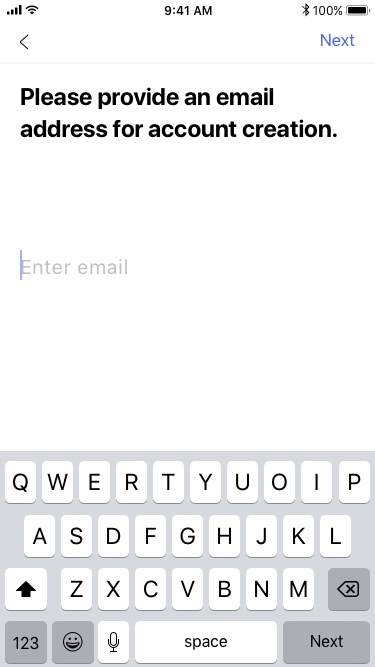 9:41 AM 100%
Next
Please provide an email
address for account creation.
Enter email
Q W E R T Y U O I P
A S D F G H J K L
Z X C V B N M
123 space Next